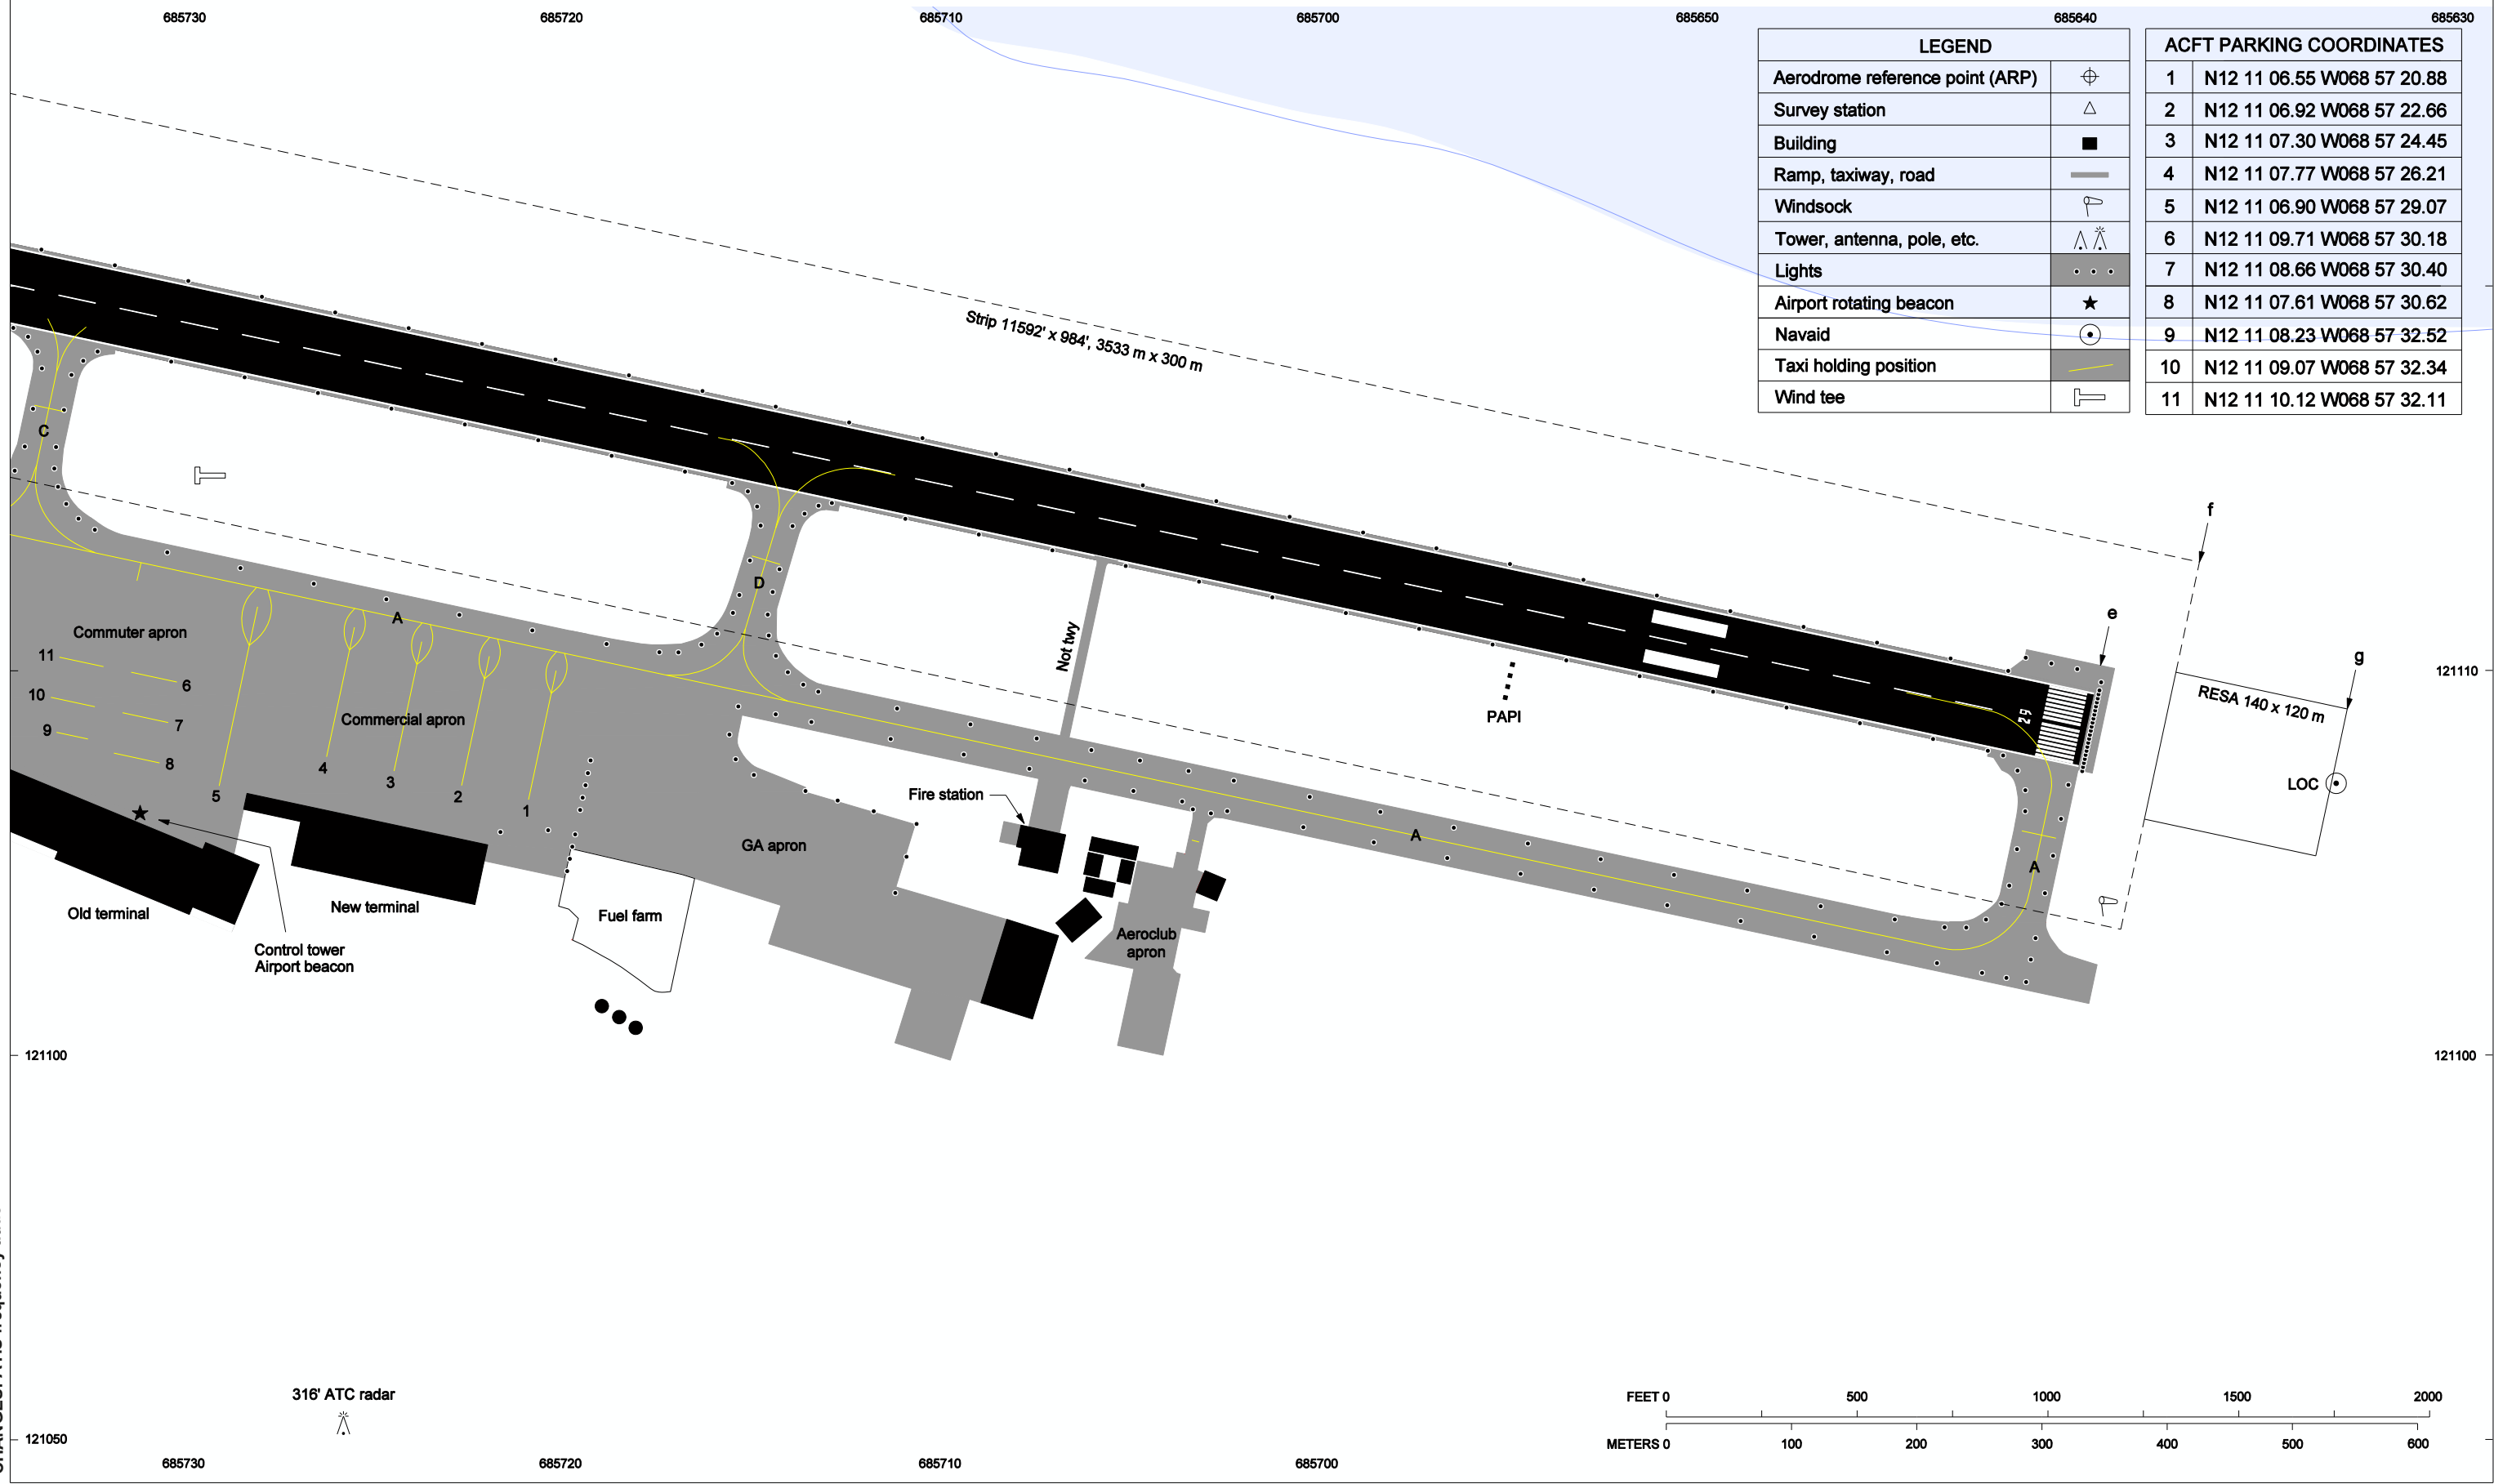 685730 685720 685710 685700 685650 685640 685630
LEGEND
Aerodrome reference point (ARP)
Survey station
Building
Ramp, taxiway, road
Windsock
Tower, antenna, pole, etc.
Lights
Airport rotating beacon
Navaid
Taxi holding position
Wind tee
ACFT PARKING COORDINATES
1 N12 11 06.55 W068 57 20.88
2 N12 11 06.92 W068 57 22.66
3 N12 11 07.30 W068 57 24.45
4 N12 11 07.77 W068 57 26.21
5 N12 11 06.90 W068 57 29.07
6 N12 11 09.71 W068 57 30.18
7 N12 11 08.66 W068 57 30.40
8 N12 11 07.61 W068 57 30.62
9 N12 11 08.23 W068 57 32.52
10 N12 11 09.07 W068 57 32.34
11 N12 11 10.12 W068 57 32.11
Strip 11592' x 984', 3533 m x 300 m
C
D
A
f
e
g
Not twy
Commuter apron
11
6
10
7
9
8
Commercial apron
5
4
3
2
1
PAPI
29
121110
RESA 140 x 120 m
LOC
Fire station
GA apron
A
A
Old terminal
New terminal
Fuel farm
Aeroclub
apron
Control tower
Airport beacon
121100
121100
316' ATC radar
121050
FEET 0 500 1000 1500 2000
METERS 0 100 200 300 400 500 600
685730 685720 685710 685700